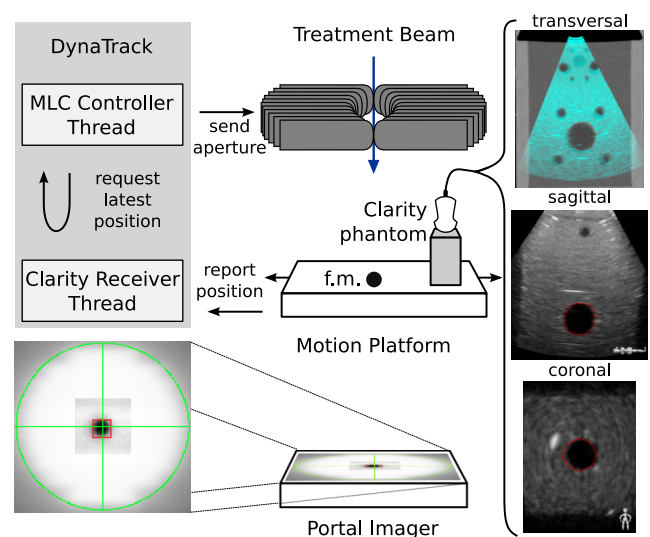 DynaTrack
MLC Controller
Thread
request
latest
position
Clarity Receiver
Thread
send
aperture
report
position
Treatment Beam
Clarity
phantom
f.m.
Motion Platform
Portal Imager
transversal
sagittal
coronal